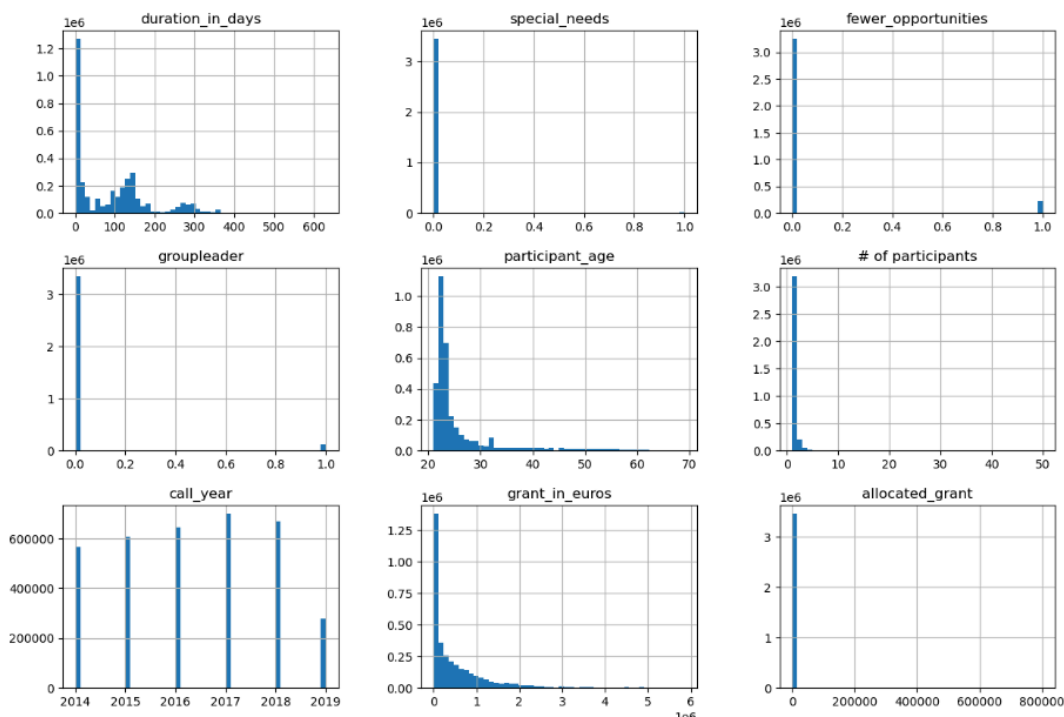 duration_in_days
special_needs
fewer_opportunities
1e6
1e6
1e6
1.2
1.0
0.8
0.6
0.4
0.2
0.0
3
2
1
0
3.0
2.5
2.0
1.5
1.0
0.5
0.0
0 100 200 300 400 500 600
0.0 0.2 0.4 0.6 0.8 1.0
0.0 0.2 0.4 0.6 0.8 1.0
groupleader
participant_age
# of participants
1e6
1e6
1e6
3
2
1
0
1.0
0.8
0.6
0.4
0.2
0.0
3.0
2.5
2.0
1.5
1.0
0.5
0.0
0.0 0.2 0.4 0.6 0.8 1.0
20 30 40 50 60 70
0 10 20 30 40 50
call_year
grant_in_euros
allocated_grant
1e6
1e6
600000
400000
200000
0
1.25
1.00
0.75
0.50
0.25
0.00
3
2
1
0
2014 2015 2016 2017 2018 2019
0 1 2 3 4 5 6
0 200000 400000 600000 800000
1e6